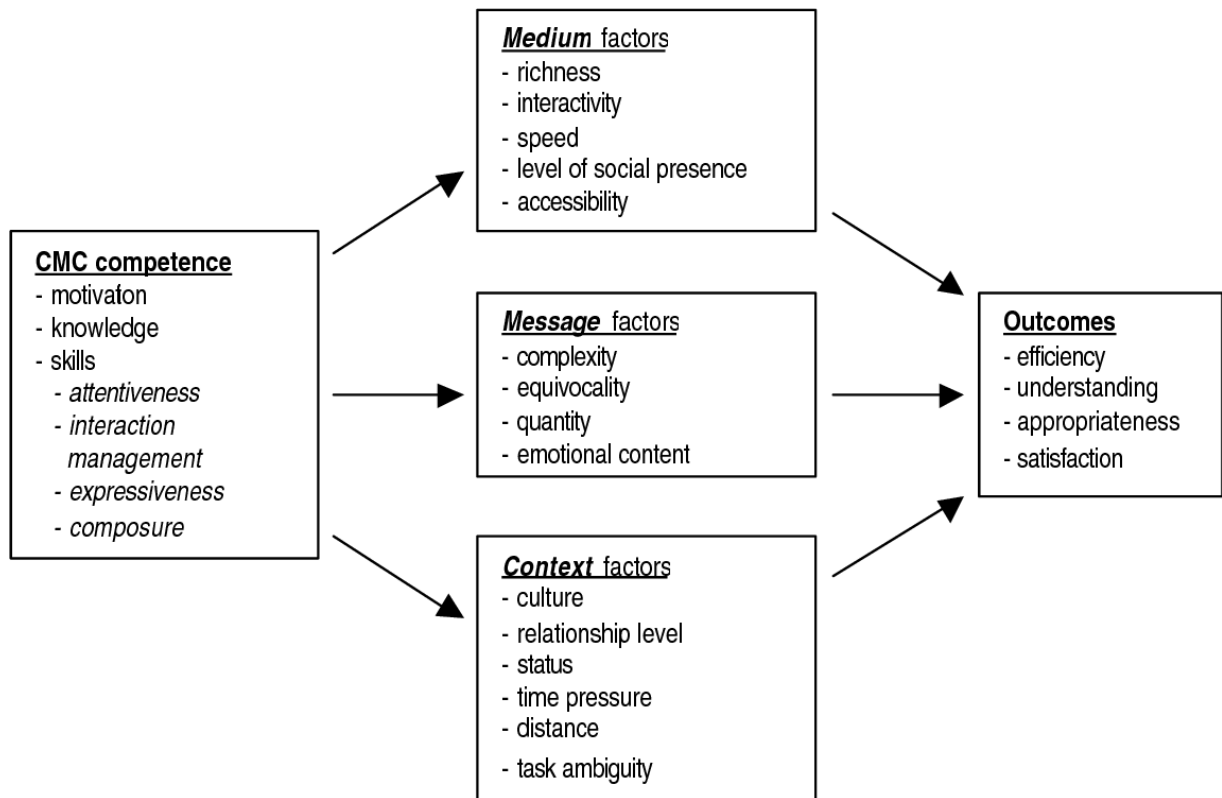 Medium factors
- richness
- interactivity
- speed
- level of social presence
- accessibility
CMC competence
- motivaton
- knowledge
- skills
- attentiveness
- interaction
management
- expressiveness
- composure
Message factors
- complexity
- equivocality
- quantity
- emotional content
Context factors
- culture
- relationship level
- status
- time pressure
- distance
- task ambiguity
Outcomes
- efficiency
- understanding
- appropriateness
- satisfaction